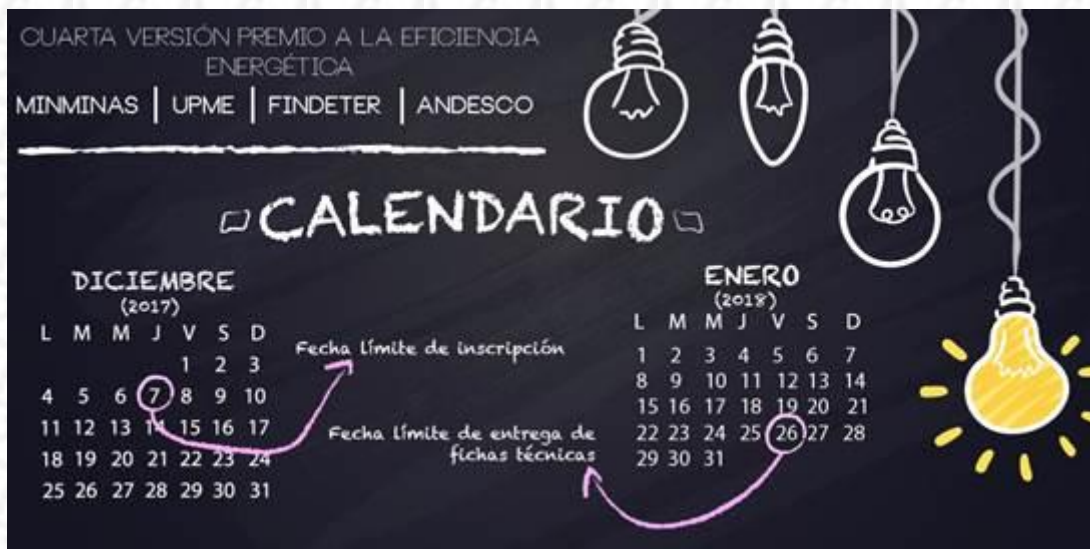 CUARTA VERSIÓN PREMIO A LA EFICIENCIA
ENERGÉTICA
MINMINAS | UPME | FINDETER | ANDESCO
CALENDARIO
DICIEMBRE
(2017)
L M M J V S D
1 2 3
4 5 6 7 8 9 10
11 12 13 14 15 16 17
18 19 20 21 22 23 24
25 26 27 28 29 30 31
Fecha límite de inscripción
Fecha límite de entrega de
fichas técnicas
ENERO
(2018)
L M M J V S D
1 2 3 4 5 6 7
8 9 10 11 12 13 14
15 16 17 18 19 20 21
22 23 24 25 26 27 28
29 30 31